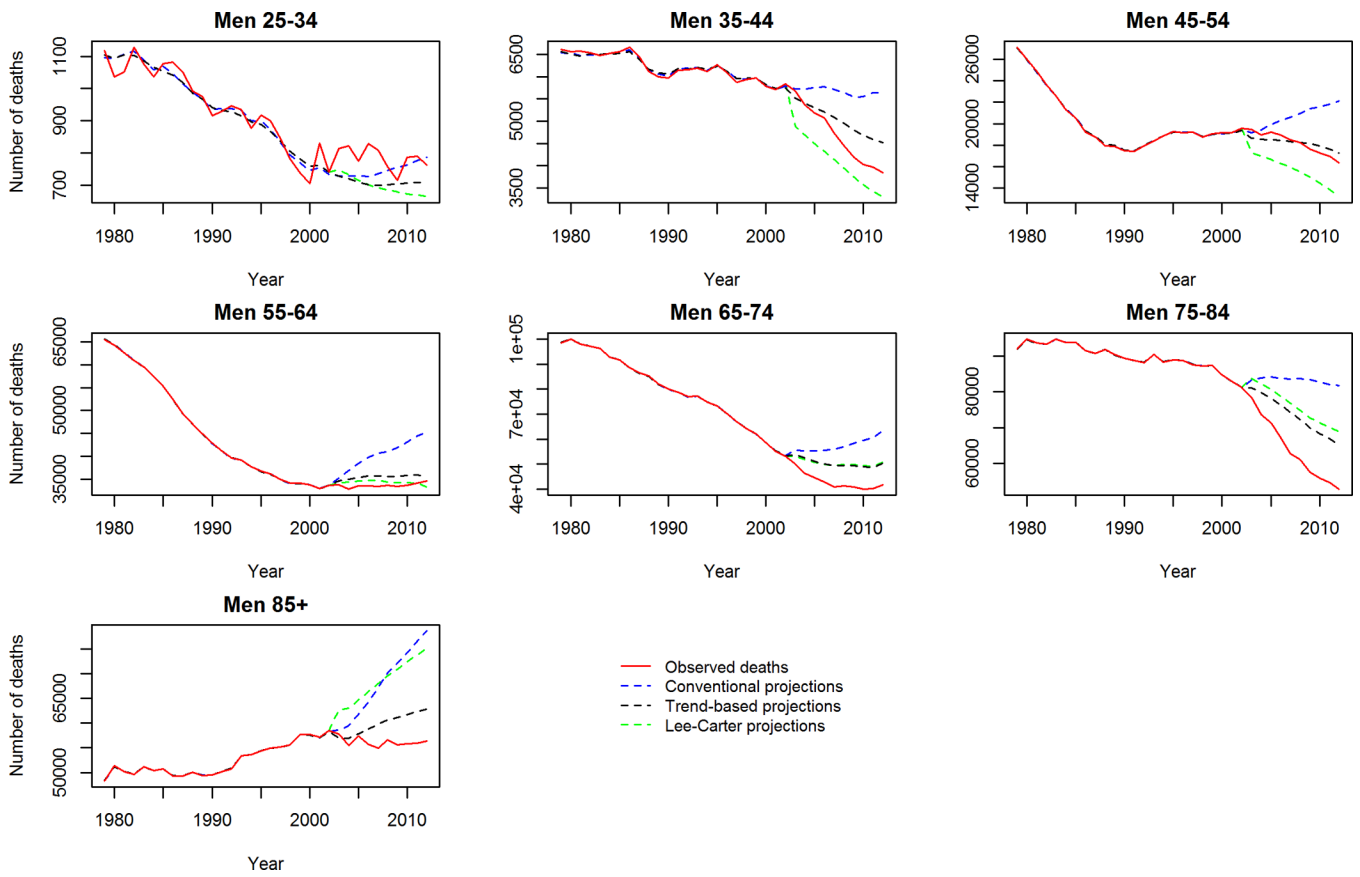 Men 25-34
Number of deaths
1100
900
700
1980 1990 2000 2010
Year
Men 35-44
6500
5000
3500
1980 1990 2000 2010
Year
Men 45-54
26000
20000
14000
1980 1990 2000 2010
Year
Men 55-64
Number of deaths
65000
50000
35000
1980 1990 2000 2010
Year
Men 65-74
1e+05
7e+04
4e+04
1980 1990 2000 2010
Year
Men 75-84
80000
60000
1980 1990 2000 2010
Year
Men 85+
Number of deaths
65000
50000
1980 1990 2000 2010
Year
Observed deaths
Conventional projections
Trend-based projections
Lee-Carter projections